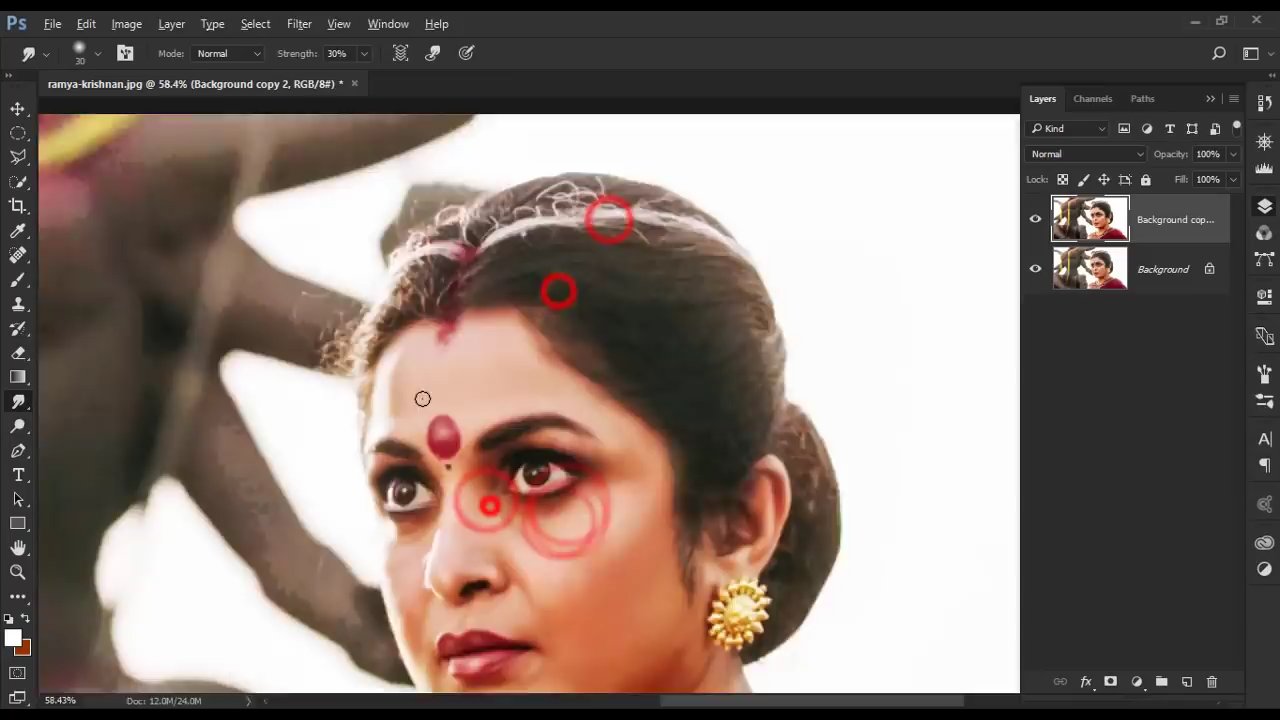 Ps File Edit Image Layer Type Select Filter 3D View Window Help
30 Mode: Normal Strength: 30%
ramya-krishnan.jpg @ 58.4% (Background copy 2, RGB/8#) * ×
Layers Channels Paths
Kind
Normal Opacity: 100%
Lock: Fill: 100%
Background cop...
Background
58.43% Doc: 12.0M/24.0M